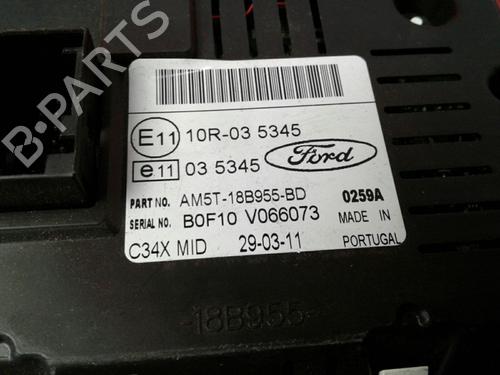 B-PARTS
E11 10R-03 5345
e11 03 5345 Ford
PART NO. AM5T-18B955-BD 0259A
SERIAL NO. B0F10 V066073 MADE IN
C34X MID 29-03-11 PORTUGAL
-18B955-